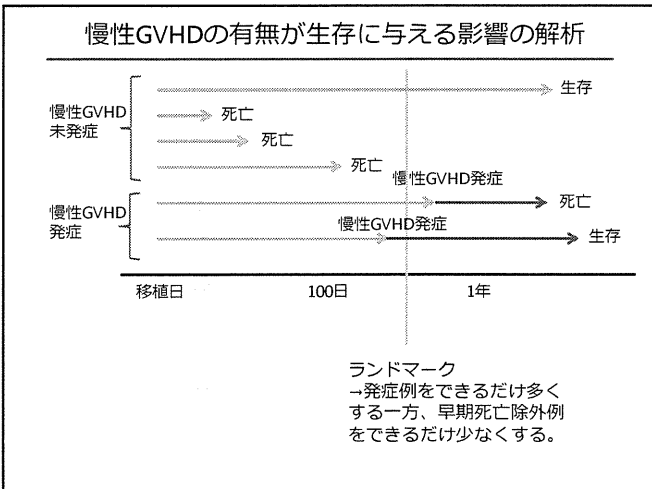 慢性GVHDの有無が生存に与える影響の解析
生存
慢性GVHD
未発症
死亡
死亡
死亡
慢性GVHD発症
慢性GVHD
発症
死亡
慢性GVHD発症
生存
移植日
100日
1年
ランドマーク
→発症例をできるだけ多く
する一方、早期死亡除外例
をできるだけ少なくする。